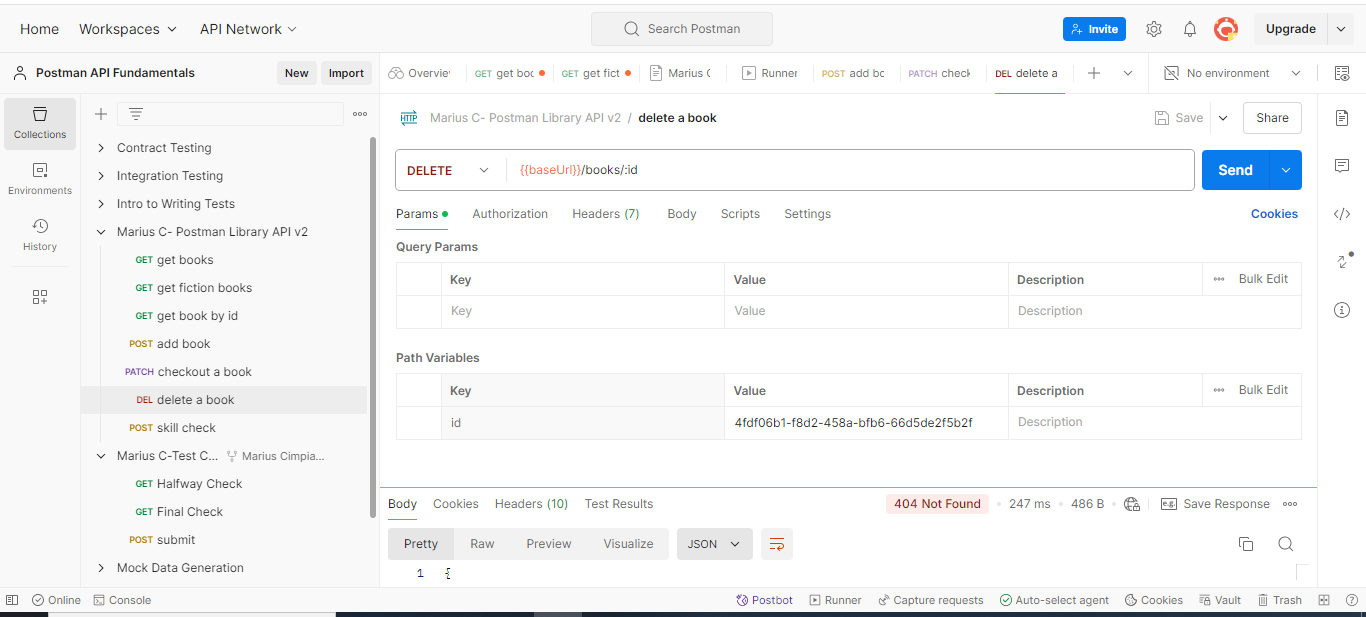 Home Workspaces API Network Search Postman Invite Upgrade
Postman API Fundamentals New Import Overvie GET get boo GET get fict Marius C Runner POST add bc PATCH check DEL delete a No environment
Collections
Environments
History
Contract Testing
Integration Testing
Intro to Writing Tests
Marius C- Postman Library API v2
GET get books
GET get fiction books
GET get book by id
POST add book
PATCH checkout a book
DEL delete a book
POST skill check
Marius C-Test C... Marius Cimpia...
GET Halfway Check
GET Final Check
POST submit
Mock Data Generation
HTTP Marius C- Postman Library API v2 / delete a book Save Share
DELETE {{baseUrl}}/books/:id Send
Params Authorization Headers (7) Body Scripts Settings Cookies
Query Params
Key Value Description Bulk Edit
Key Value Description
Path Variables
Key Value Description Bulk Edit
id 4fdf06b1-f8d2-458a-bfb6-66d5de2f5b2f Description
Body Cookies Headers (10) Test Results 404 Not Found 247 ms 486 B e.g. Save Response
Pretty Raw Preview Visualize JSON
1 {
Online Console Postbot Runner Capture requests Auto-select agent Cookies Vault Trash